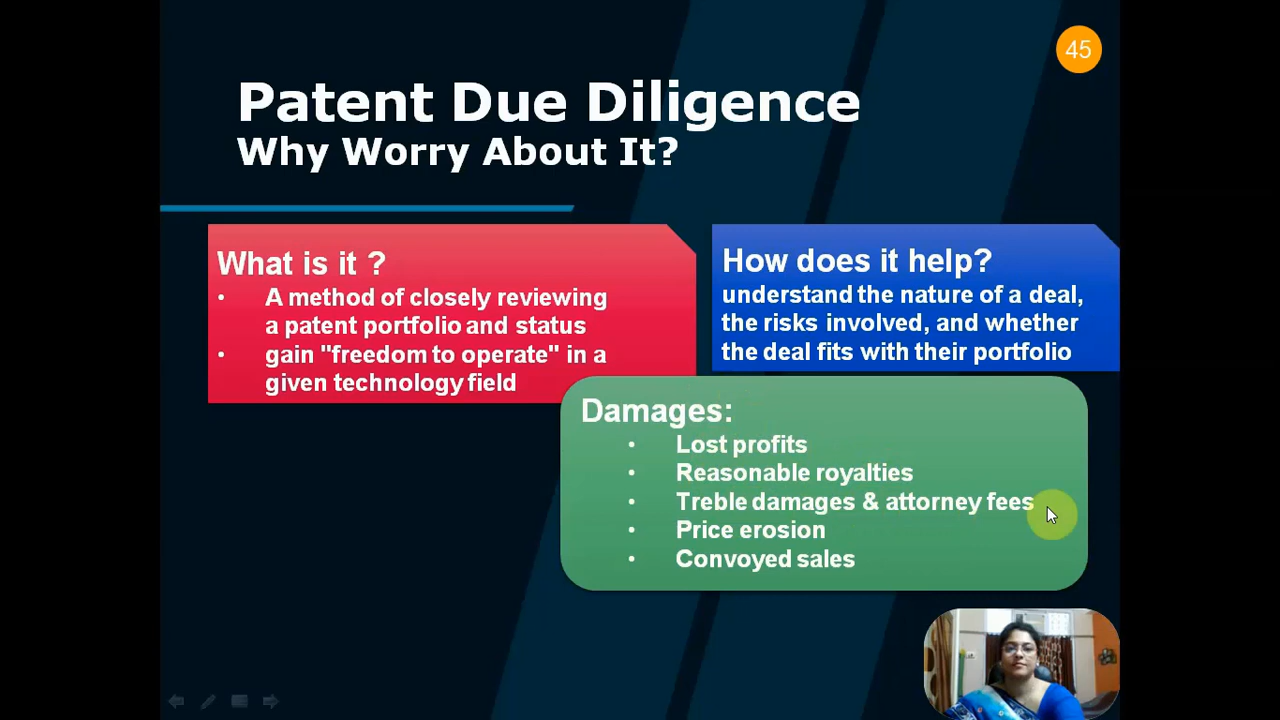 45
Patent Due Diligence
Why Worry About It?
What is it ?
• A method of closely reviewing
a patent portfolio and status
• gain "freedom to operate" in a
given technology field
How does it help?
understand the nature of a deal,
the risks involved, and whether
the deal fits with their portfolio
Damages:
• Lost profits
• Reasonable royalties
• Treble damages & attorney fees
• Price erosion
• Convoyed sales